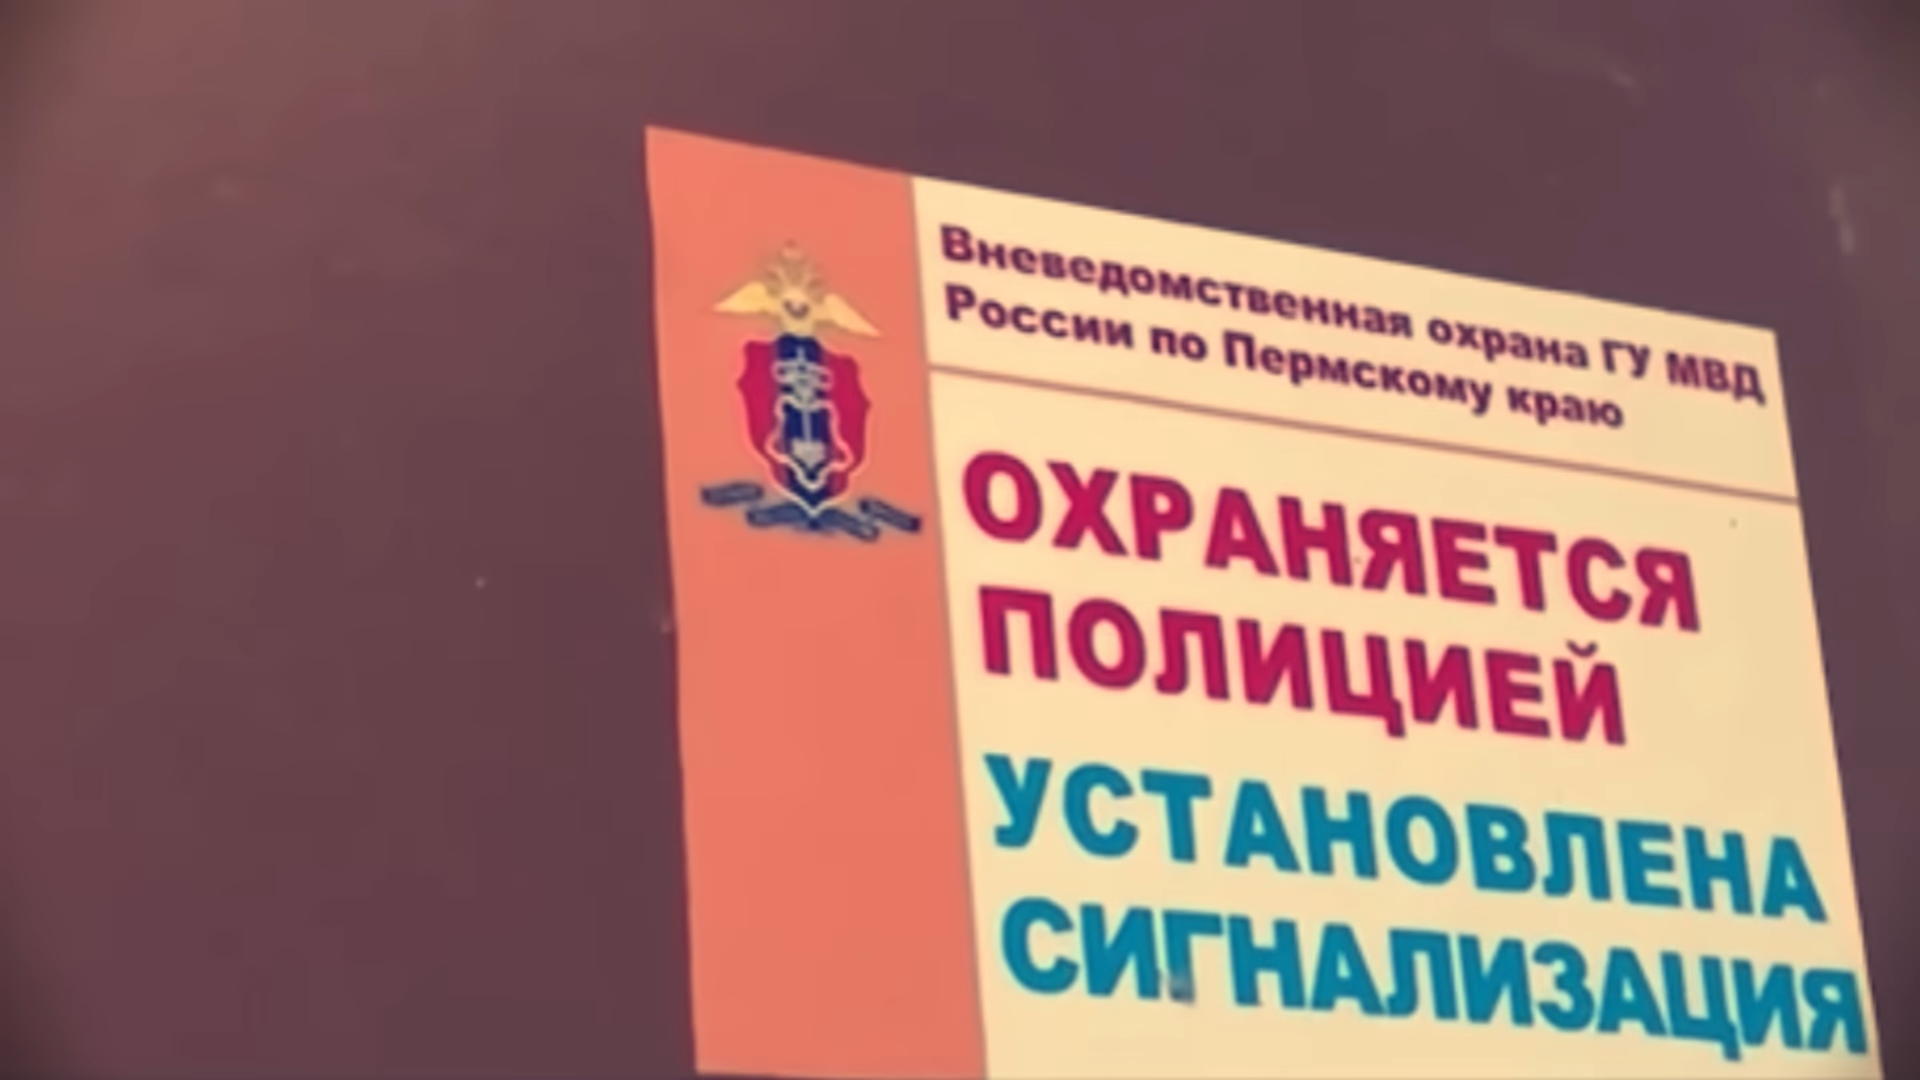 Вневедомственная охрана ГУ МВД
России по Пермскому краю
ОХРАНЯЕТСЯ
ПОЛИЦИЕЙ
УСТАНОВЛЕНА
СИГНАЛИЗАЦИЯ